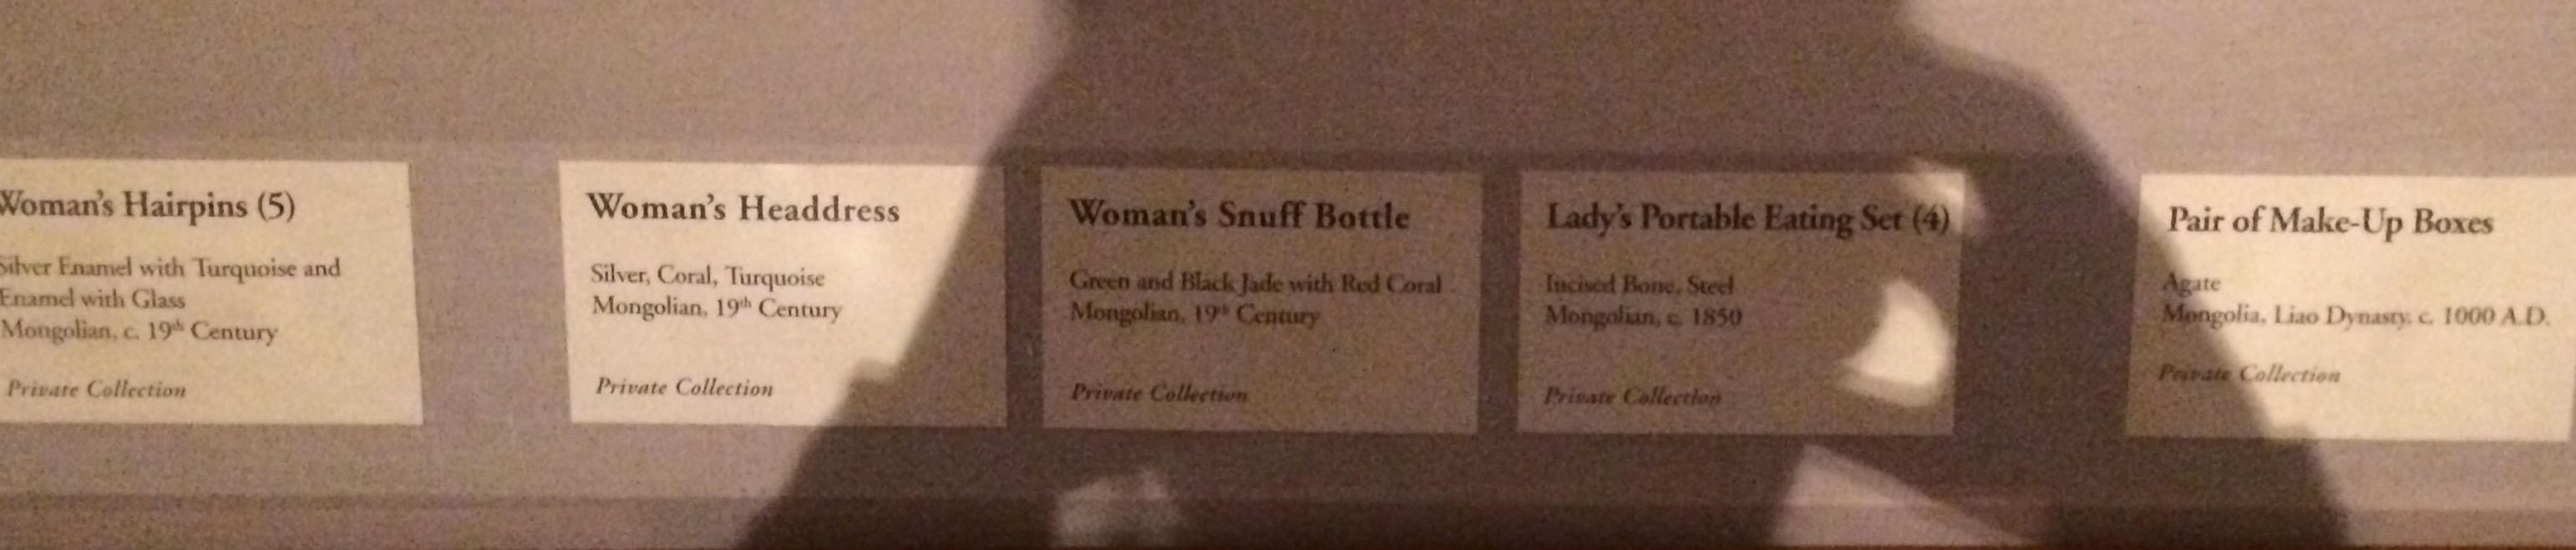 Woman's Hairpins (5)
Silver Enamel with Turquoise and
Enamel with Glass
Mongolian, c. 19th Century
Private Collection
Woman's Headdress
Silver, Coral, Turquoise
Mongolian, 19th Century
Private Collection
Woman's Snuff Bottle
Green and Black Jade with Red Coral
Mongolian, 19th Century
Private Collection
Lady's Portable Eating Set (4)
Incised Bone, Steel
Mongolian, c. 1850
Private Collection
Pair of Make-Up Boxes
Agate
Mongolia, Liao Dynasty, c. 1000 A.D.
Private Collection